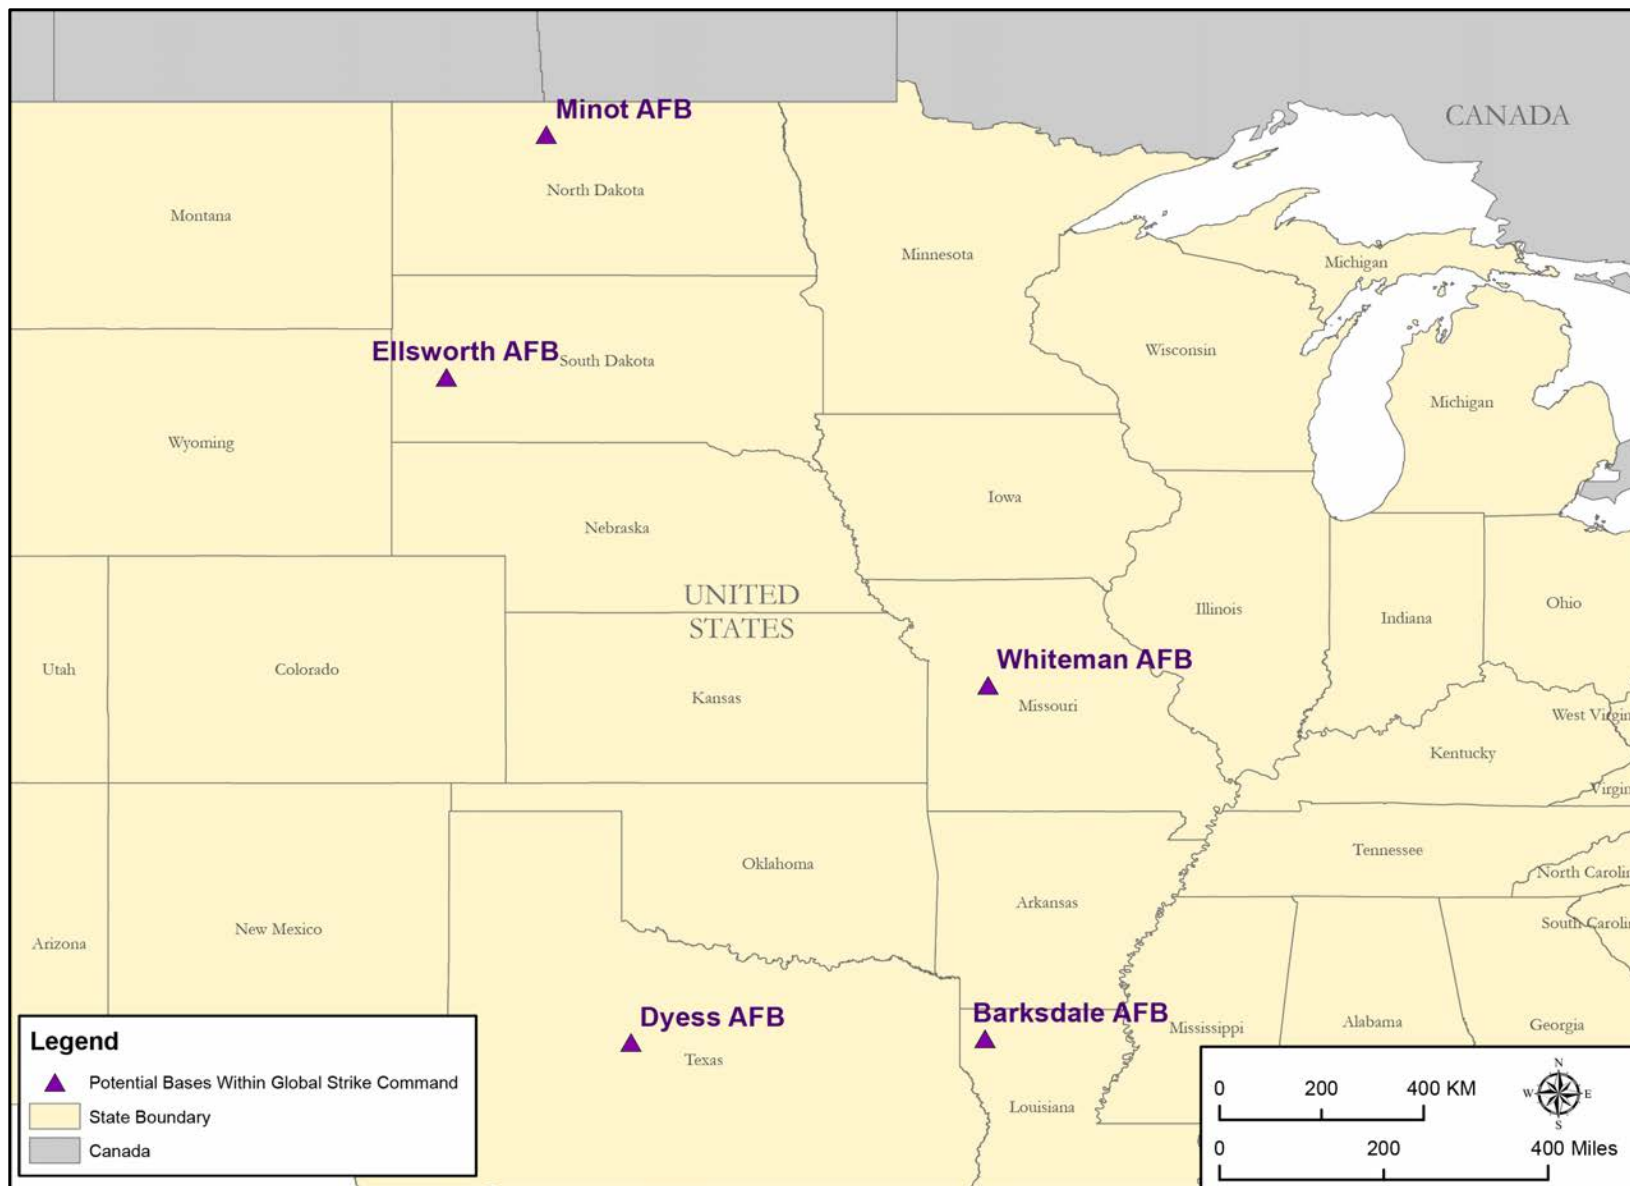 CANADA
Minot AFB
North Dakota
Montana
Minnesota
Michigan
Ellsworth AFB
South Dakota
Wisconsin
Michigan
Wyoming
Iowa
Nebraska
UNITED
STATES
Illinois
Indiana
Ohio
Utah
Colorado
Kansas
Whiteman AFB
Missouri
West Virgin
Kentucky
Virgin
Oklahoma
Tennessee
North Carolin
Arkansas
South Carolin
Arizona
New Mexico
Dyess AFB
Texas
Barksdale AFB
Mississippi
Alabama
Georgia
Louisiana
Legend
Potential Bases Within Global Strike Command
State Boundary
Canada
0 200 400 KM
N
W E
S
0 200 400 Miles